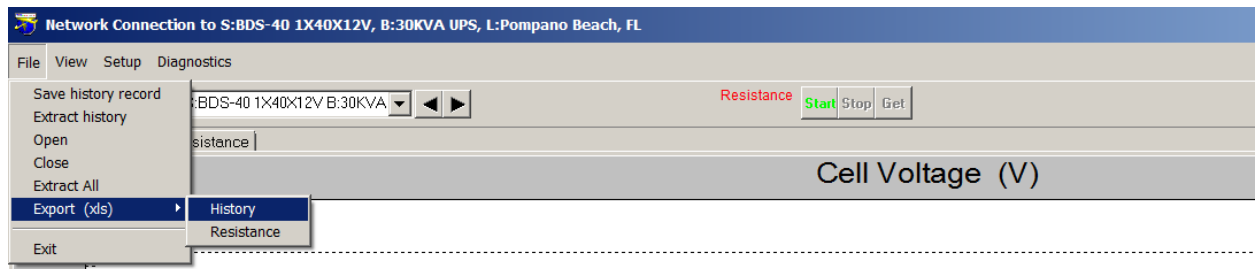 Network Connection to S:BDS-40 1X40X12V, B:30KVA UPS, L:Pompano Beach, FL
File View Setup Diagnostics
Save history record
Extract history
Open
Close
Extract All
Export (xls)
Exit
History
Resistance
:BDS-40 1X40X12V B:30KVA
Resistance Start Stop Get
sistance
Cell Voltage (V)